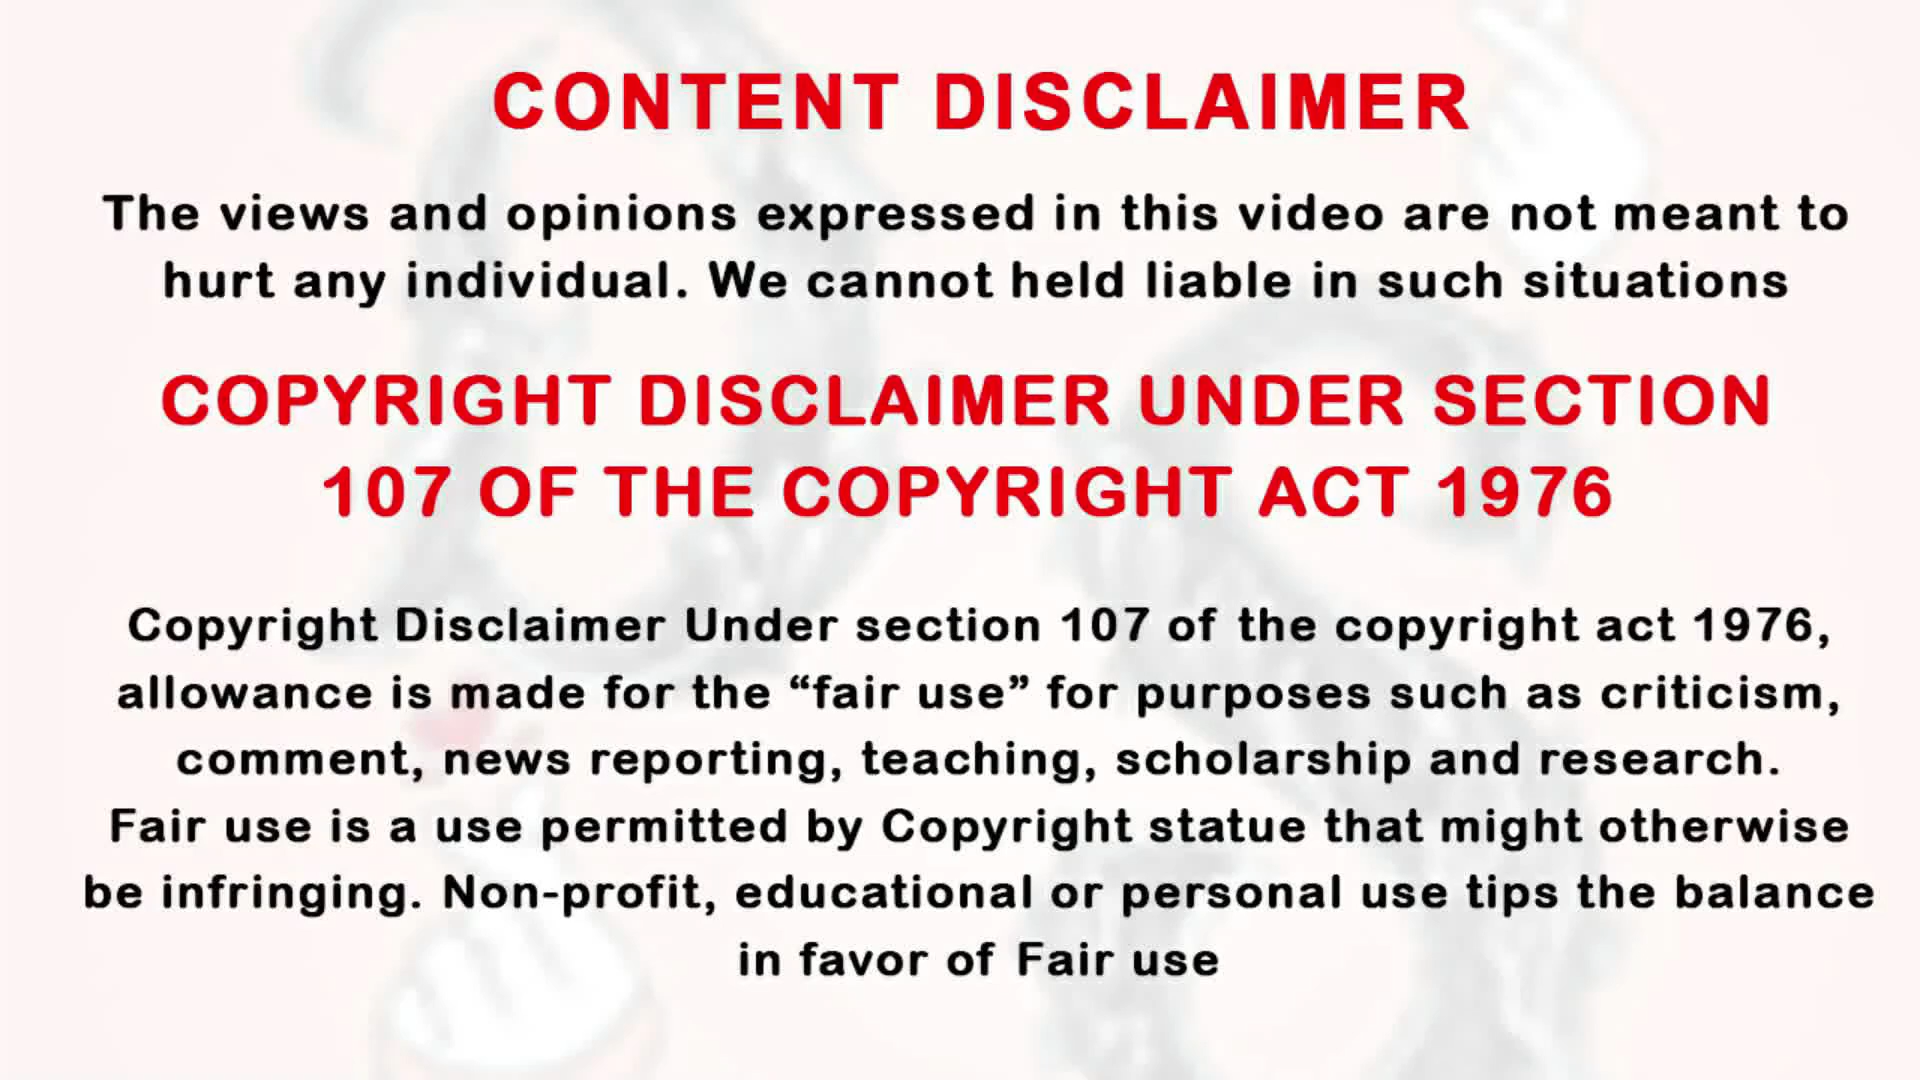 CONTENT DISCLAIMER
The views and opinions expressed in this video are not meant to
hurt any individual. We cannot held liable in such situations
COPYRIGHT DISCLAIMER UNDER SECTION
107 OF THE COPYRIGHT ACT 1976
Copyright Disclaimer Under section 107 of the copyright act 1976,
allowance is made for the “fair use” for purposes such as criticism,
comment, news reporting, teaching, scholarship and research.
Fair use is a use permitted by Copyright statue that might otherwise
be infringing. Non-profit, educational or personal use tips the balance
in favor of Fair use